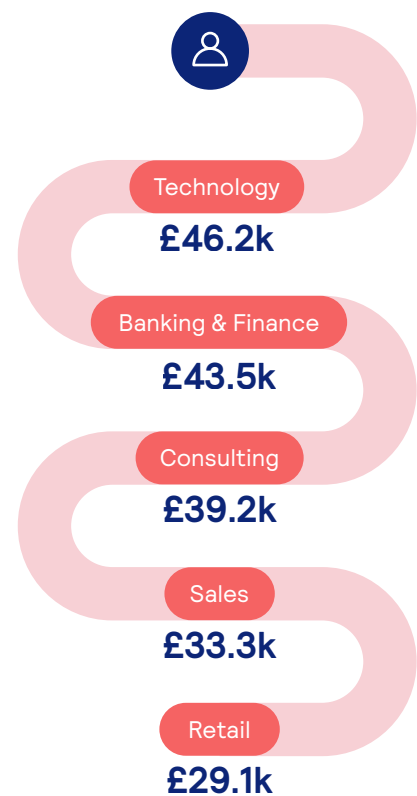 Technology
£46.2k
Banking & Finance
£43.5k
Consulting
£39.2k
Sales
£33.3k
Retail
£29.1k